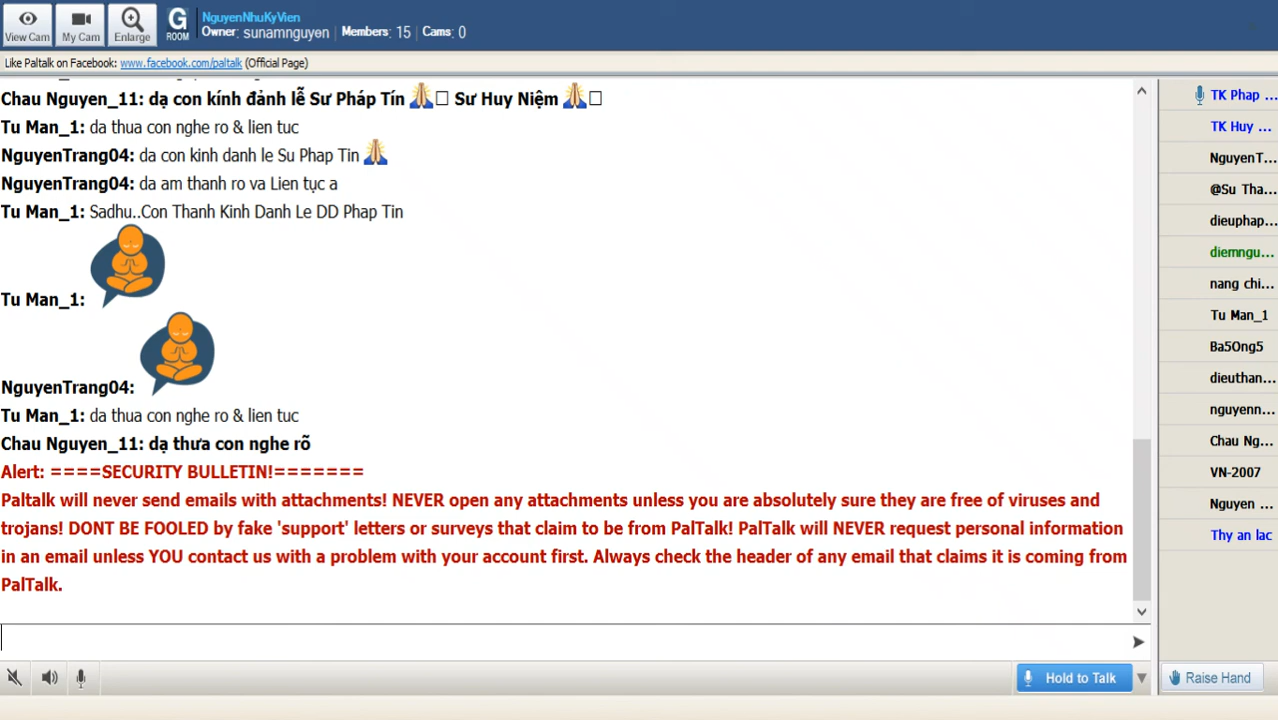 NguyenNhuKyVien
View Cam
My Cam
Enlarge
G
ROOM
Owner: sunamnguyen
Members: 15
Cams: 0
Like Paltalk on Facebook: www.facebook.com/paltalk (Official Page)
Chau Nguyen_11: dạ con kính đảnh lễ Sư Pháp Tín 🙏 Sư Huy Niệm 🙏
Tu Man_1: da thua con nghe ro & lien tuc
NguyenTrang04: da con kinh danh le Su Phap Tin 🙏
NguyenTrang04: da am thanh ro va Lien tục a
Tu Man_1: Sadhu..Con Thanh Kinh Danh Le DD Phap Tin
Tu Man_1:
NguyenTrang04:
Tu Man_1: da thua con nghe ro & lien tuc
Chau Nguyen_11: dạ thưa con nghe rõ
Alert: ====SECURITY BULLETIN!=======
Paltalk will never send emails with attachments! NEVER open any attachments unless you are absolutely sure they are free of viruses and
trojans! DONT BE FOOLED by fake 'support' letters or surveys that claim to be from PalTalk! PalTalk will NEVER request personal information
in an email unless YOU contact us with a problem with your account first. Always check the header of any email that claims it is coming from
PalTalk.
TK Phap ...
TK Huy ...
NguyenT...
@Su Tha...
dieuphap...
diemngu...
nang chi...
Tu Man_1
Ba5Ong5
dieuthan...
nguyenn...
Chau Ng...
VN-2007
Nguyen ...
Thy an lac
Hold to Talk
Raise Hand